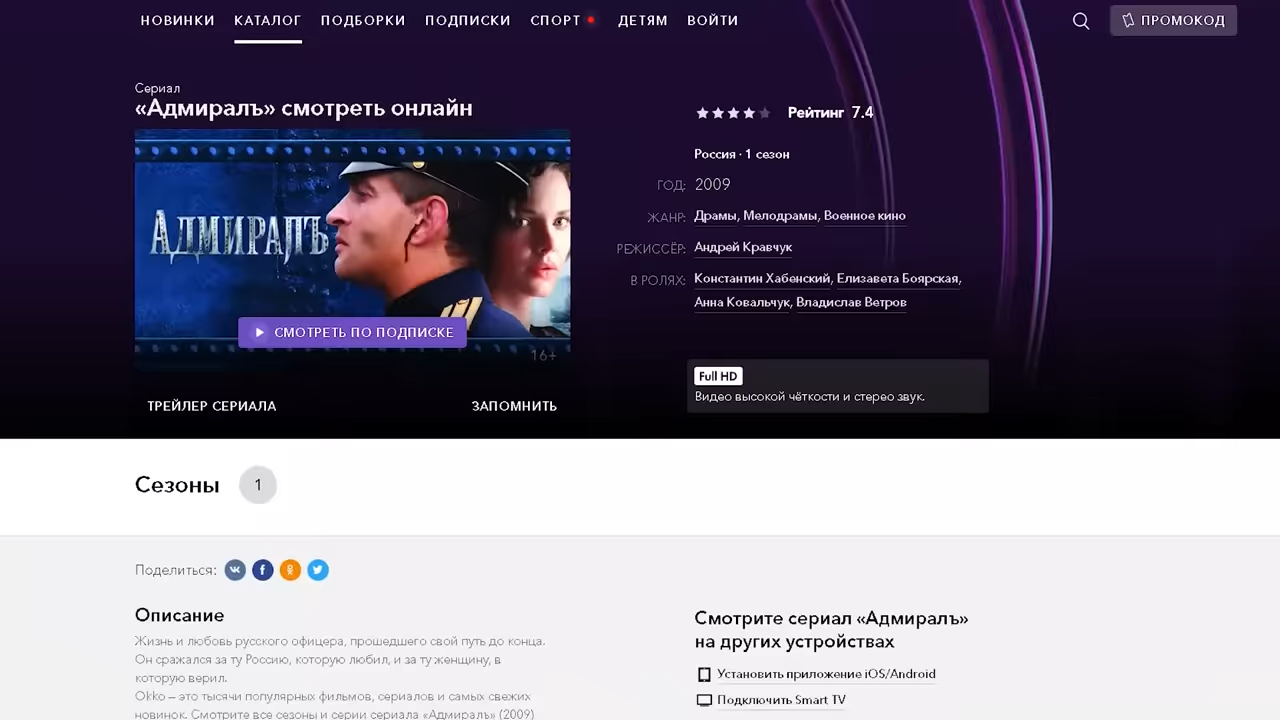 НОВИНКИ КАТАЛОГ ПОДБОРКИ ПОДПИСКИ СПОРТ ДЕТЯМ ВОЙТИ ПРОМОКОД
Сериал
«Адмиралъ» смотреть онлайн
АДМИРАЛЪ
СМОТРЕТЬ ПО ПОДПИСКЕ
16+
ТРЕЙЛЕР СЕРИАЛА ЗАПОМНИТЬ
Рейтинг 7.4
Россия · 1 сезон
ГОД: 2009
ЖАНР: Драмы, Мелодрамы, Военное кино
РЕЖИССЁР: Андрей Кравчук
В РОЛЯХ: Константин Хабенский, Елизавета Боярская,
Анна Ковальчук, Владислав Ветров
Full HD
Видео высокой чёткости и стерео звук.
Сезоны 1
Поделиться:
Описание
Жизнь и любовь русского офицера, прошедшего свой путь до конца.
Он сражался за ту Россию, которую любил, и за ту женщину, в
которую верил.
Okko – это тысячи популярных фильмов, сериалов и самых свежих
новинок. Смотрите все сезоны и серии сериала «Адмиралъ» (2009)
Смотрите сериал «Адмиралъ»
на других устройствах
Установить приложение iOS/Android
Подключить Smart TV